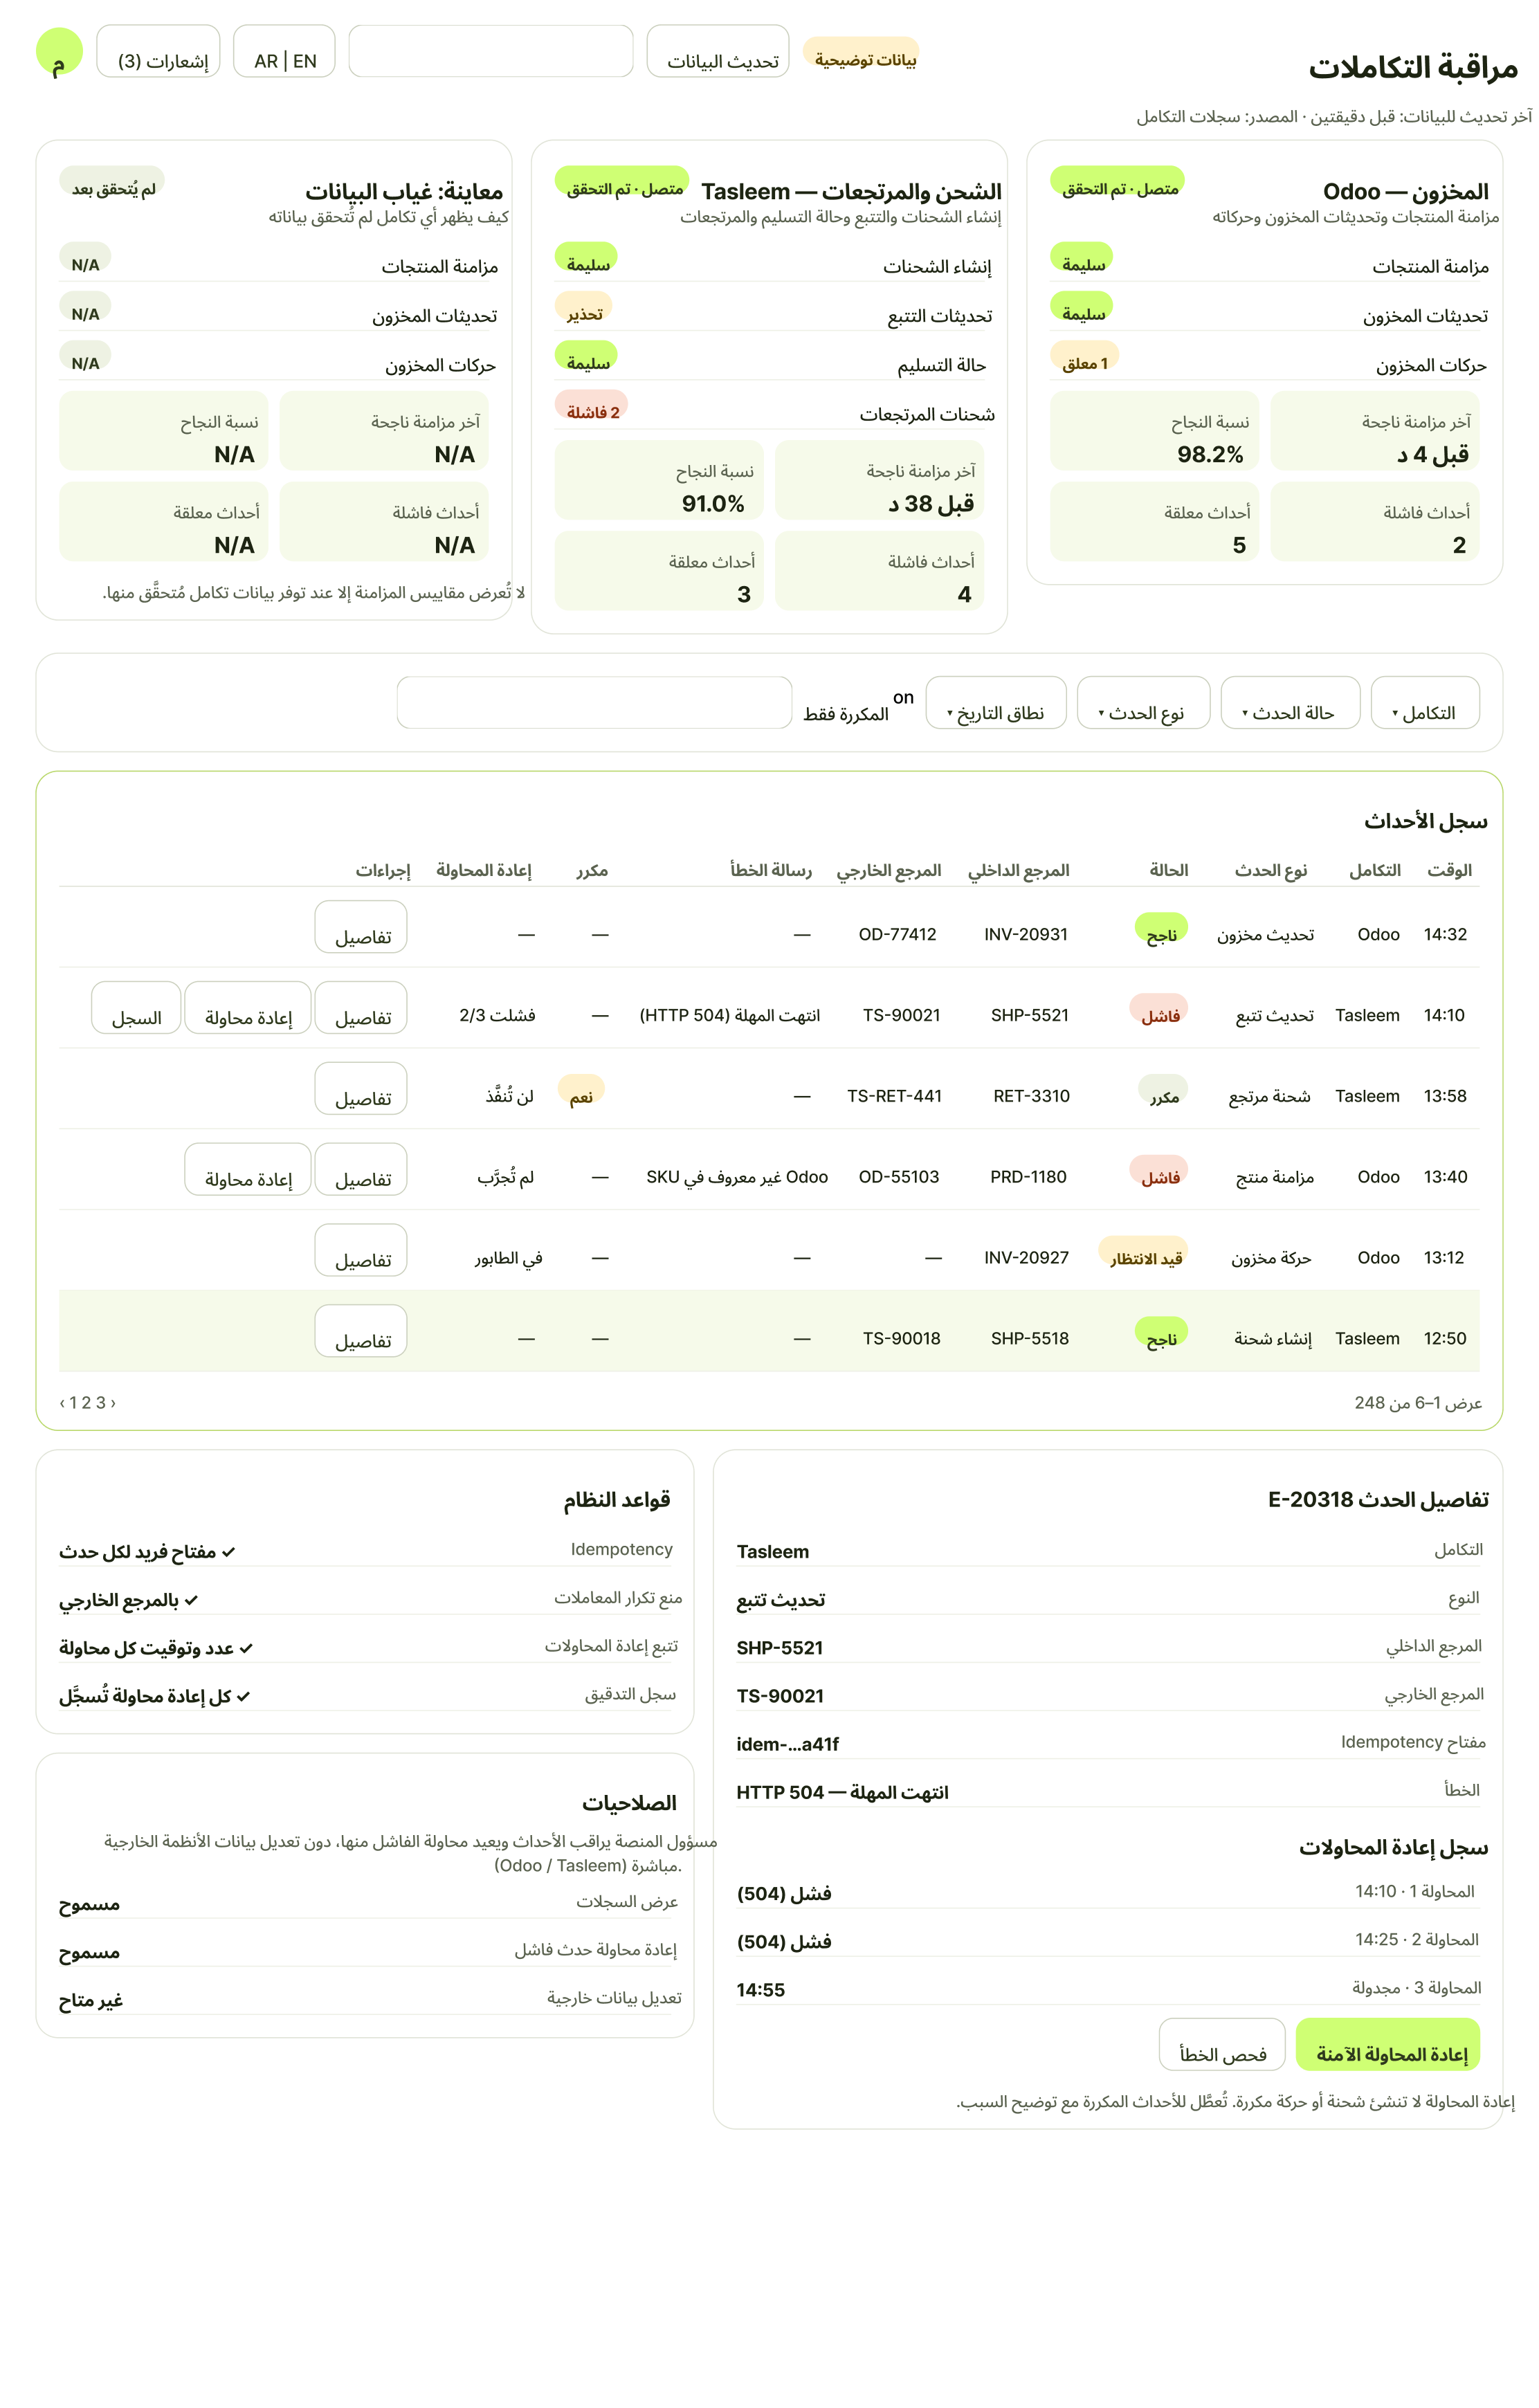 مراقبة التكاملات
بيانات توضيحية
تحديث البيانات
AR | EN
إشعارات (3)
م
آخر تحديث للبيانات: قبل دقيقتين · المصدر: سجلات التكامل
المخزون — Odoo
متصل · تم التحقق
مزامنة المنتجات وتحديثات المخزون وحركاته
مزامنة المنتجات
سليمة
تحديثات المخزون
سليمة
حركات المخزون
1 معلق
آخر مزامنة ناجحة
قبل 4 د
نسبة النجاح
98.2%
أحداث فاشلة
2
أحداث معلقة
5
الشحن والمرتجعات — Tasleem
متصل · تم التحقق
إنشاء الشحنات والتتبع وحالة التسليم والمرتجعات
إنشاء الشحنات
سليمة
تحديثات التتبع
تحذير
حالة التسليم
سليمة
شحنات المرتجعات
2 فاشلة
آخر مزامنة ناجحة
قبل 38 د
نسبة النجاح
91.0%
أحداث فاشلة
4
أحداث معلقة
3
معاينة: غياب البيانات
لم يُتحقق بعد
كيف يظهر أي تكامل لم تُتحقق بياناته
مزامنة المنتجات
N/A
تحديثات المخزون
N/A
حركات المخزون
N/A
آخر مزامنة ناجحة
N/A
نسبة النجاح
N/A
أحداث فاشلة
N/A
أحداث معلقة
N/A
لا تُعرض مقاييس المزامنة إلا عند توفر بيانات تكامل مُتحقَّق منها.
التكامل ▾
حالة الحدث ▾
نوع الحدث ▾
نطاق التاريخ ▾
on
المكررة فقط
سجل الأحداث
الوقت التكامل نوع الحدث الحالة المرجع الداخلي المرجع الخارجي رسالة الخطأ مكرر إعادة المحاولة إجراءات
14:32 Odoo تحديث مخزون ناجح INV-20931 OD-77412 — — — تفاصيل
14:10 Tasleem تحديث تتبع فاشل SHP-5521 TS-90021 انتهت المهلة (HTTP 504) — فشلت 2/3 تفاصيل إعادة محاولة السجل
13:58 Tasleem شحنة مرتجع مكرر RET-3310 TS-RET-441 — نعم لن تُنفَّذ تفاصيل
13:40 Odoo مزامنة منتج فاشل PRD-1180 OD-55103 SKU غير معروف في Odoo — لم تُجرَّب تفاصيل إعادة محاولة
13:12 Odoo حركة مخزون قيد الانتظار INV-20927 — — — في الطابور تفاصيل
12:50 Tasleem إنشاء شحنة ناجح SHP-5518 TS-90018 — — — تفاصيل
عرض 1–6 من 248
‹ 1 2 3 ›
تفاصيل الحدث E-20318
التكامل
Tasleem
النوع
تحديث تتبع
المرجع الداخلي
SHP-5521
المرجع الخارجي
TS-90021
مفتاح Idempotency
idem-…a41f
الخطأ
انتهت المهلة — HTTP 504
سجل إعادة المحاولات
المحاولة 1 · 14:10
فشل (504)
المحاولة 2 · 14:25
فشل (504)
المحاولة 3 · مجدولة
14:55
إعادة المحاولة الآمنة
فحص الخطأ
إعادة المحاولة لا تنشئ شحنة أو حركة مكررة. تُعطَّل للأحداث المكررة مع توضيح السبب.
قواعد النظام
Idempotency
✓ مفتاح فريد لكل حدث
منع تكرار المعاملات
✓ بالمرجع الخارجي
تتبع إعادة المحاولات
✓ عدد وتوقيت كل محاولة
سجل التدقيق
✓ كل إعادة محاولة تُسجَّل
الصلاحيات
مسؤول المنصة يراقب الأحداث ويعيد محاولة الفاشل منها، دون تعديل بيانات الأنظمة الخارجية
(Odoo / Tasleem) مباشرة.
عرض السجلات
مسموح
إعادة محاولة حدث فاشل
مسموح
تعديل بيانات خارجية
غير متاح